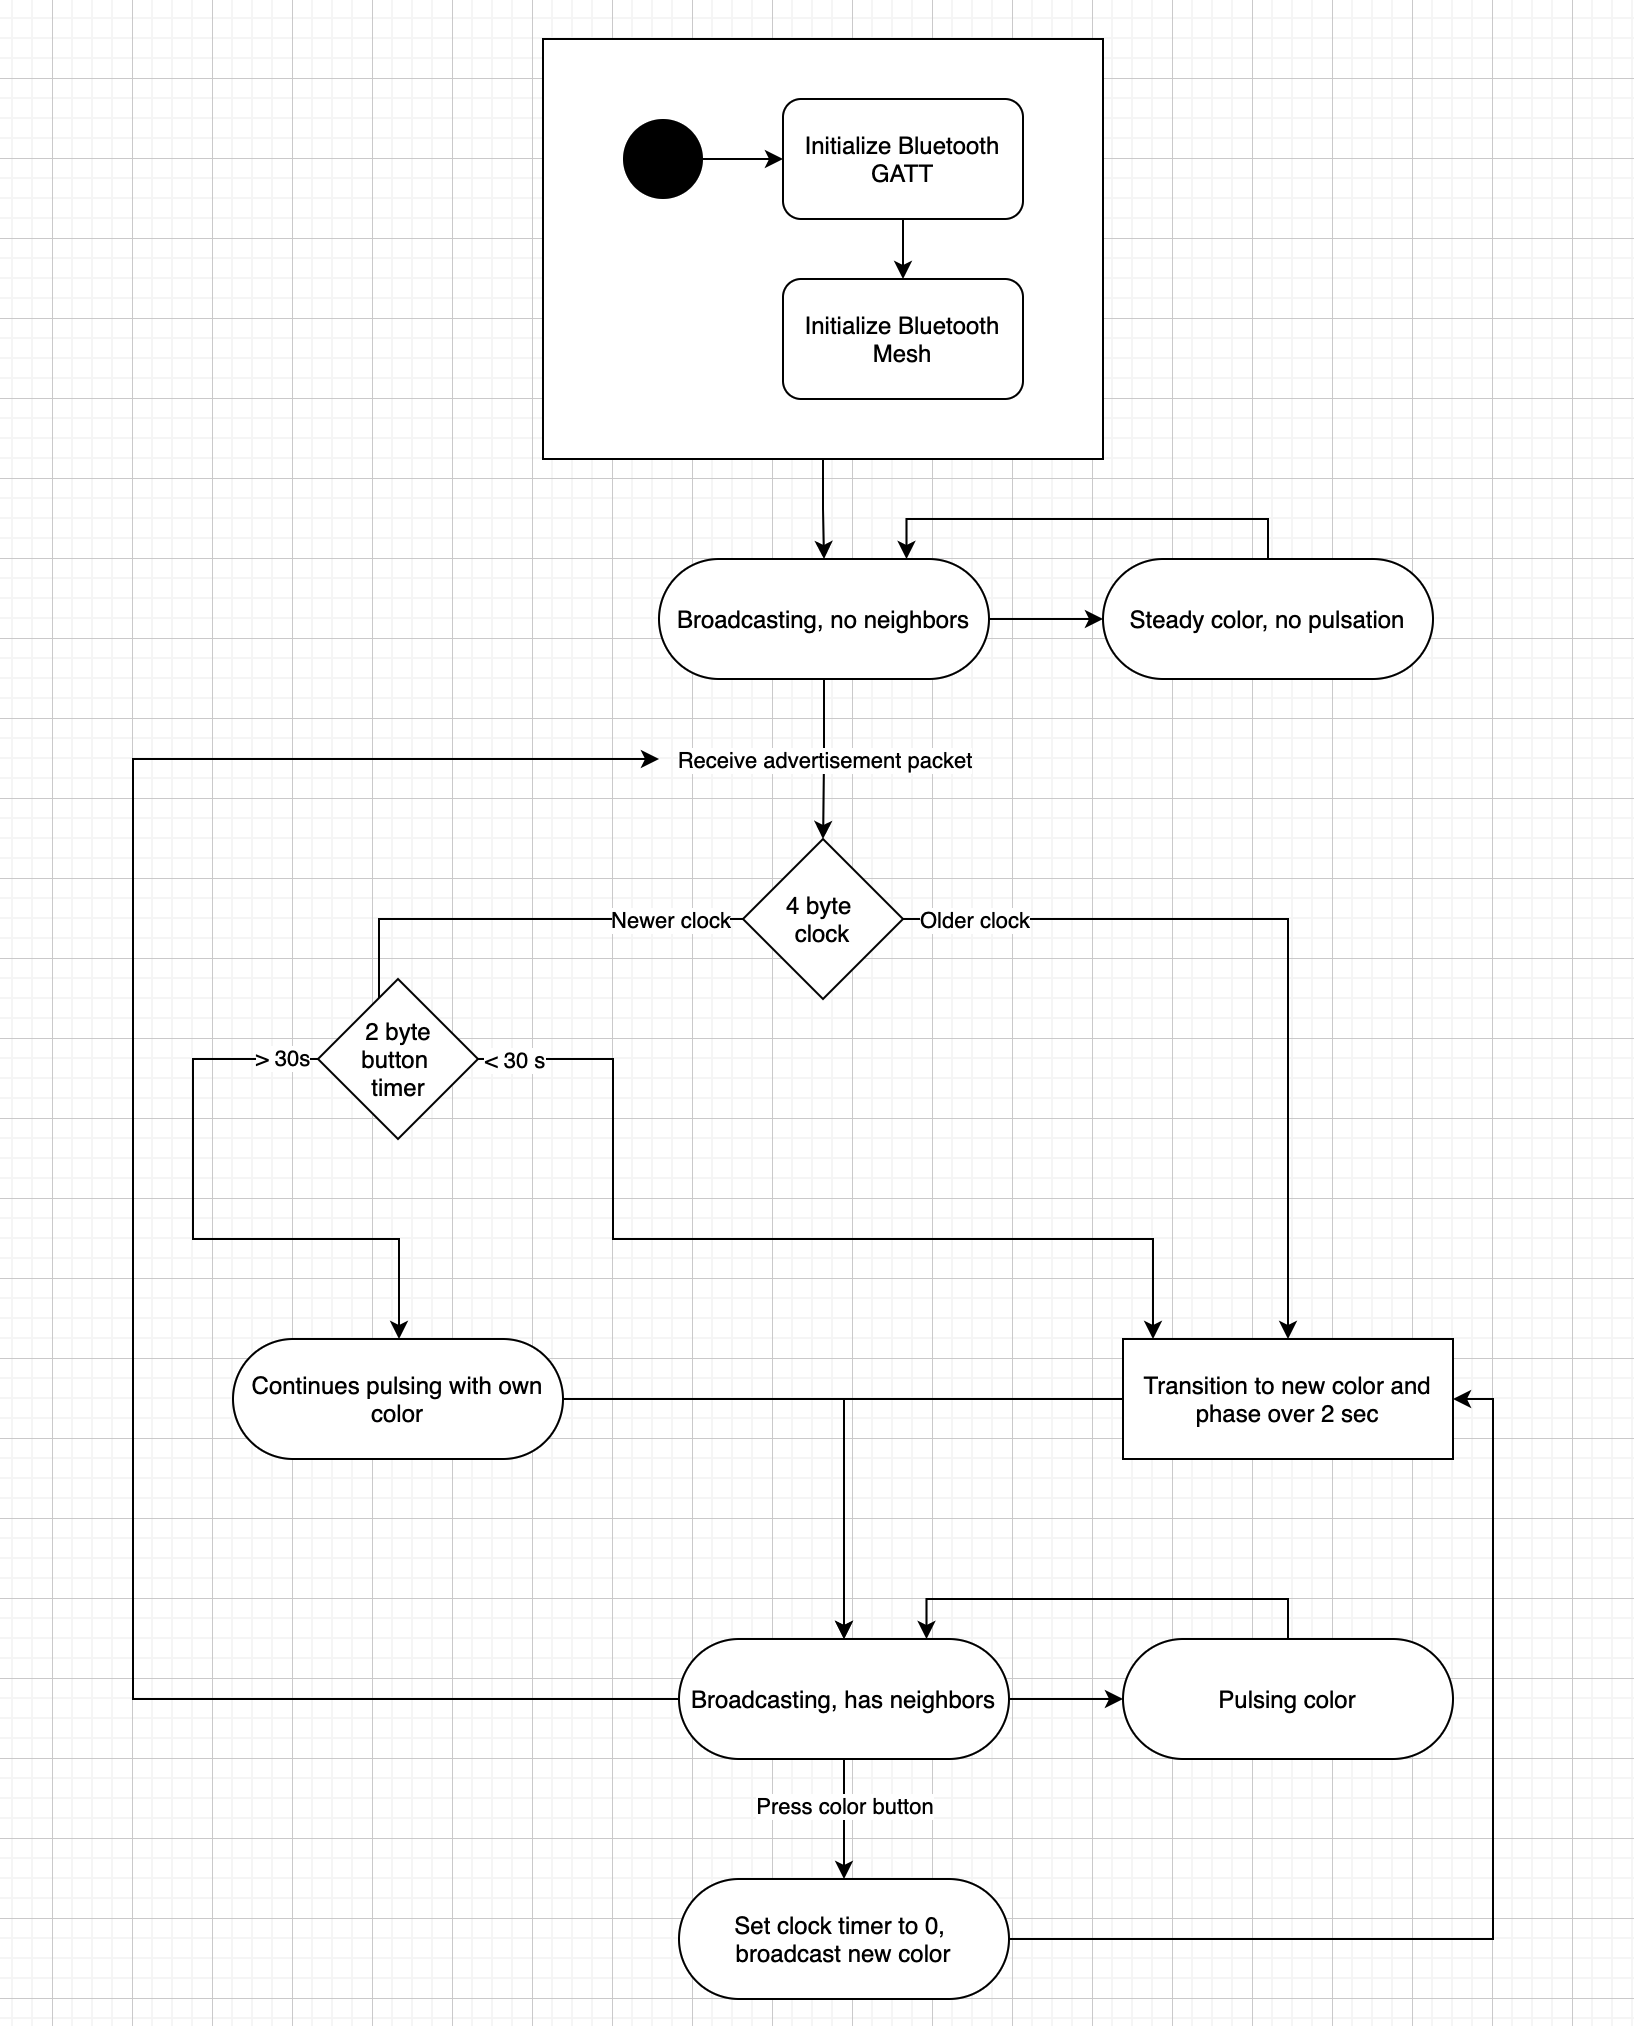 Initialize Bluetooth
GATT
Initialize Bluetooth
Mesh
Broadcasting, no neighbors
Steady color, no pulsation
Receive advertisement packet
4 byte
clock
Newer clock
Older clock
2 byte
button
timer
> 30s
< 30 s
Continues pulsing with own
color
Transition to new color and
phase over 2 sec
Broadcasting, has neighbors
Pulsing color
Press color button
Set clock timer to 0,
broadcast new color